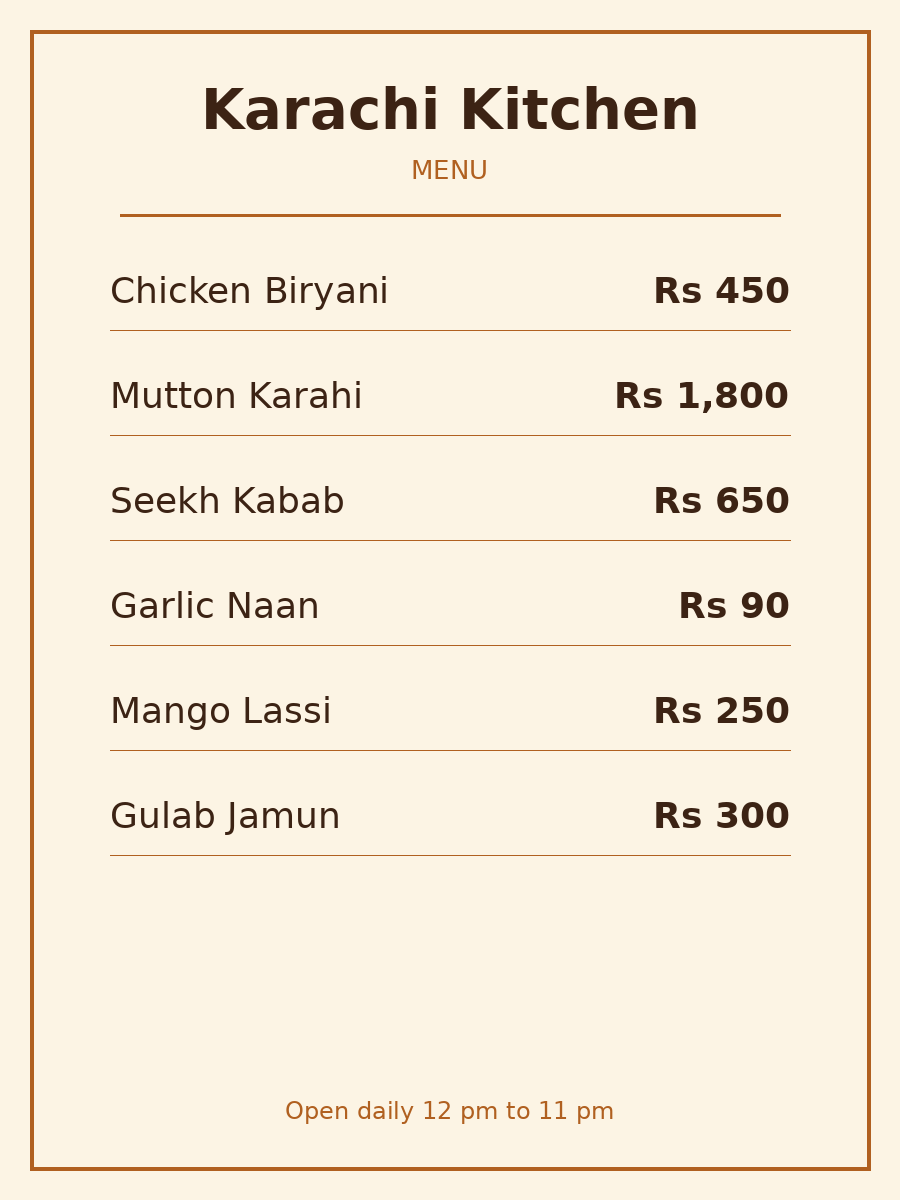 Karachi Kitchen
MENU
Chicken Biryani Rs 450
Mutton Karahi Rs 1,800
Seekh Kabab Rs 650
Garlic Naan Rs 90
Mango Lassi Rs 250
Gulab Jamun Rs 300
Open daily 12 pm to 11 pm